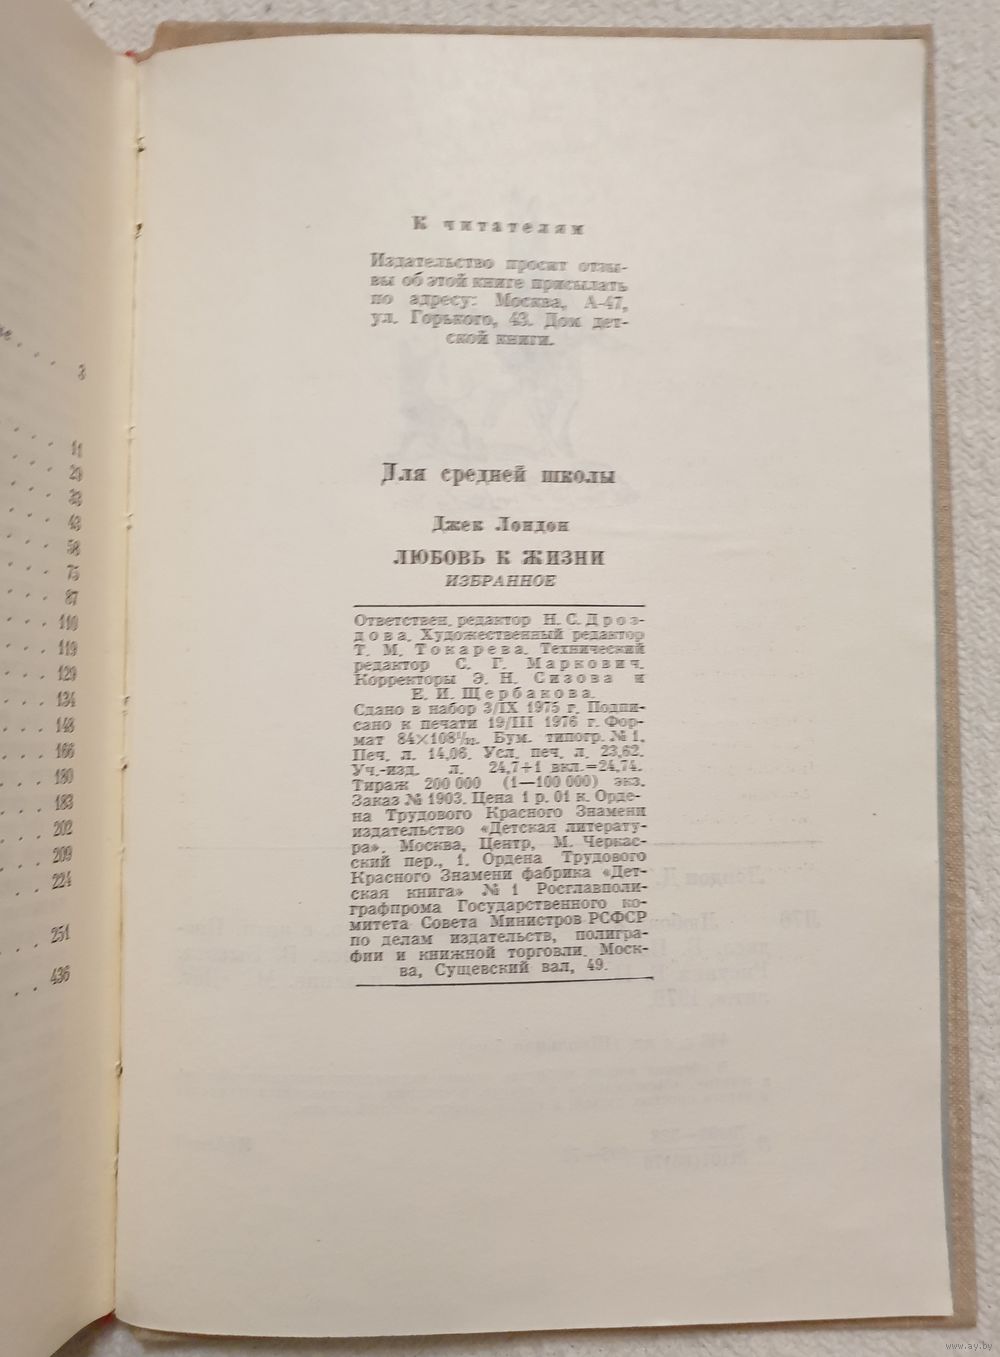 3
11
29
33
43
58
75
87
110
119
129
134
148
166
180
183
202
209
224
251
436
К читателям
Издательство просит отзы-
вы об этой книге присылать
по адресу: Москва, А-47,
ул. Горького, 43. Дом дет-
ской книги.
Для средней школы
Джек Лондон
ЛЮБОВЬ К ЖИЗНИ
ИЗБРАННОЕ
Ответствен. редактор Н. С. Дроз-
дова. Художественный редактор
Т. М. Токарева. Технический
редактор С. Г. Маркович.
Корректоры Э. Н. Сизова и
Е. И. Щербакова.
Сдано в набор 3/IX 1975 г. Подпи-
сано к печати 19/III 1976 г. Фор-
мат 84×108¹/₃₂. Бум. типогр. № 1.
Печ. л. 14,06. Усл. печ. л. 23,62.
Уч.-изд. л. 24,7+1 вкл.=24,74.
Тираж 200 000 (1—100 000) экз.
Заказ № 1903. Цена 1 р. 01 к. Орде-
на Трудового Красного Знамени
издательство «Детская литерату-
ра». Москва, Центр, М. Черкас-
ский пер., 1. Ордена Трудового
Красного Знамени фабрика «Дет-
ская книга» № 1 Росглавполи-
графпрома Государственного ко-
митета Совета Министров РСФСР
по делам издательств, полигра-
фии и книжной торговли. Моск-
ва, Сущевский вал, 49.
www.ay.by